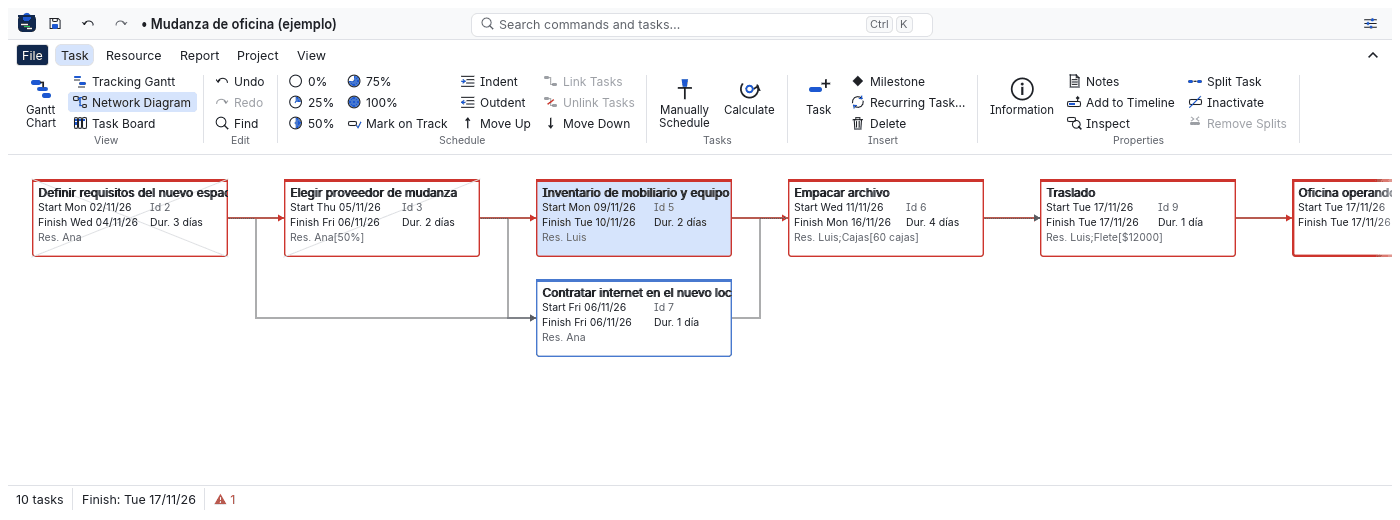 • Mudanza de oficina (ejemplo)
Search commands and tasks...
Ctrl K
File Task Resource Report Project View
Gantt Chart
Tracking Gantt
Network Diagram
Task Board
View
Undo
Redo
Find
Edit
0% 75%
25% 100%
50% Mark on Track
Indent
Outdent
Move Up
Link Tasks
Unlink Tasks
Move Down
Schedule
Manually Schedule
Calculate
Tasks
Task
Milestone
Recurring Task...
Delete
Insert
Information
Notes
Add to Timeline
Inspect
Split Task
Inactivate
Remove Splits
Properties
Definir requisitos del nuevo espac
Start Mon 02/11/26 Id 2
Finish Wed 04/11/26 Dur. 3 días
Res. Ana
Elegir proveedor de mudanza
Start Thu 05/11/26 Id 3
Finish Fri 06/11/26 Dur. 2 días
Res. Ana[50%]
Inventario de mobiliario y equipo
Start Mon 09/11/26 Id 5
Finish Tue 10/11/26 Dur. 2 días
Res. Luis
Empacar archivo
Start Wed 11/11/26 Id 6
Finish Mon 16/11/26 Dur. 4 días
Res. Luis;Cajas[60 cajas]
Traslado
Start Tue 17/11/26 Id 9
Finish Tue 17/11/26 Dur. 1 día
Res. Luis;Flete[$12000]
Oficina operando
Start Tue 17/11/26
Finish Tue 17/11/26
Contratar internet en el nuevo loc
Start Fri 06/11/26 Id 7
Finish Fri 06/11/26 Dur. 1 día
Res. Ana
10 tasks Finish: Tue 17/11/26 1